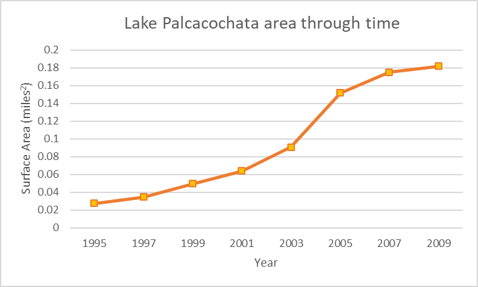 Lake Palcacochata area through time
Surface Area (miles²)
0.2
0.18
0.16
0.14
0.12
0.1
0.08
0.06
0.04
0.02
0
1995 1997 1999 2001 2003 2005 2007 2009
Year